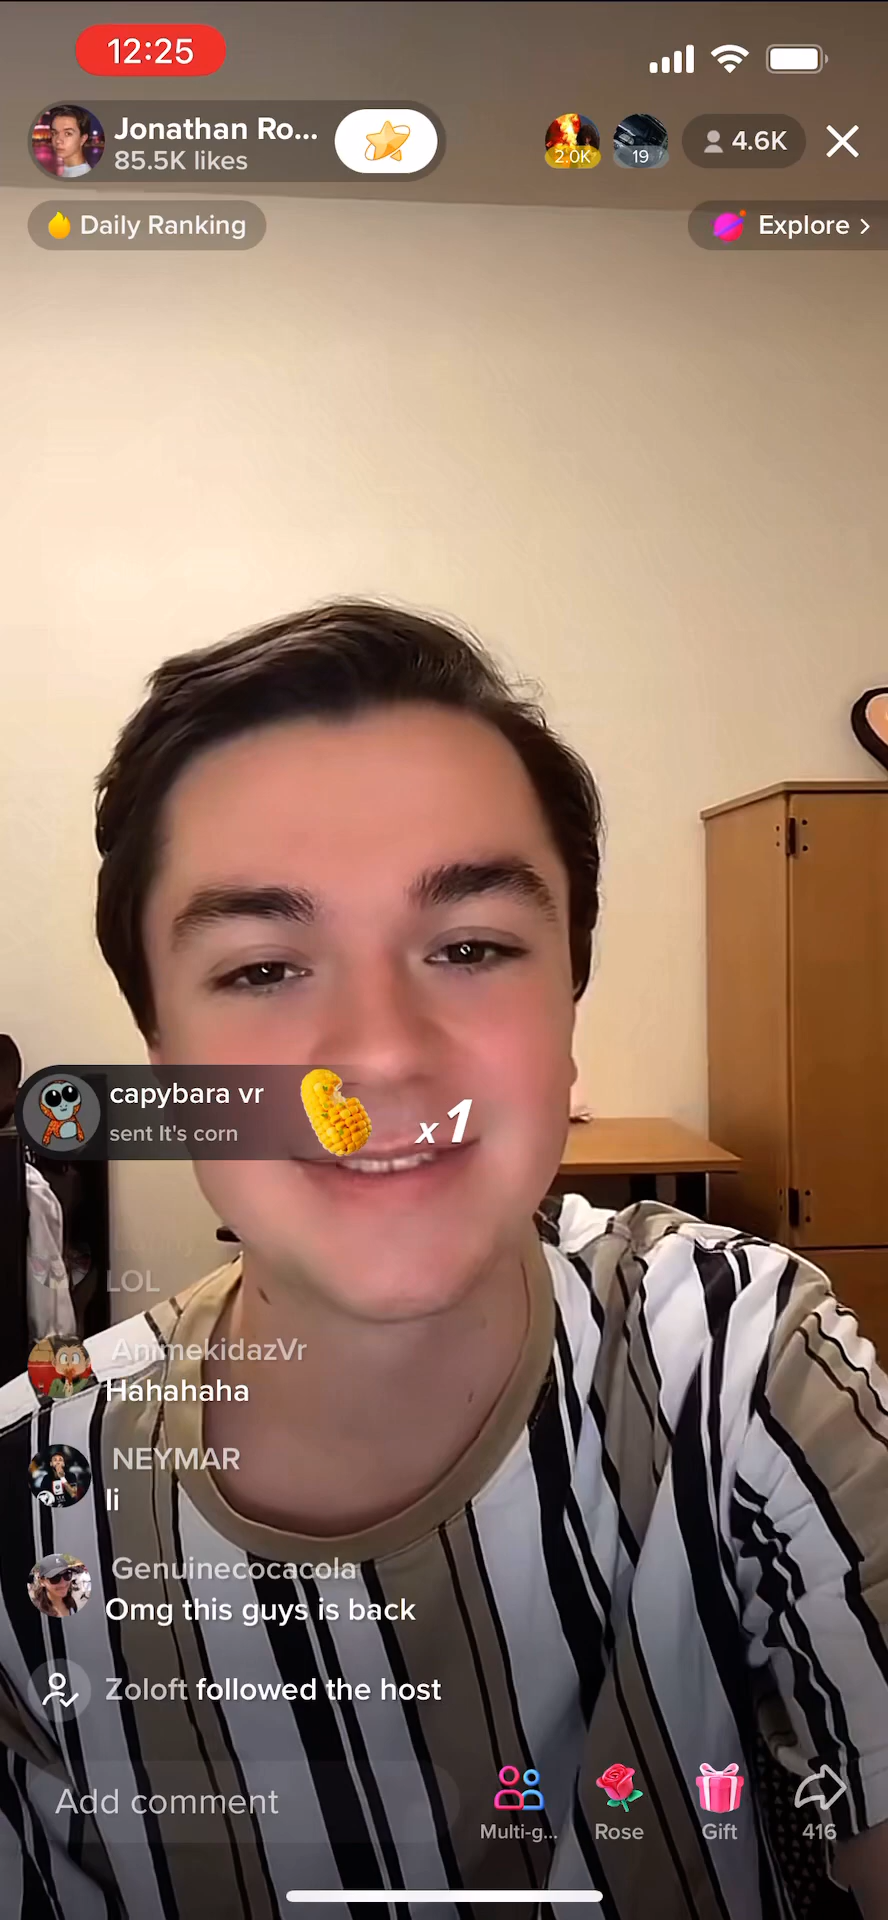 12:25
Jonathan Ro...
85.5K likes
2.0K
19
4.6K
Daily Ranking
Explore >
capybara vr
sent It's corn
x1
LOL
AnimekidazVr
Hahahaha
NEYMAR
li
Genuinecocacola
Omg this guys is back
Zoloft followed the host
Add comment
Multi-g...
Rose
Gift
416